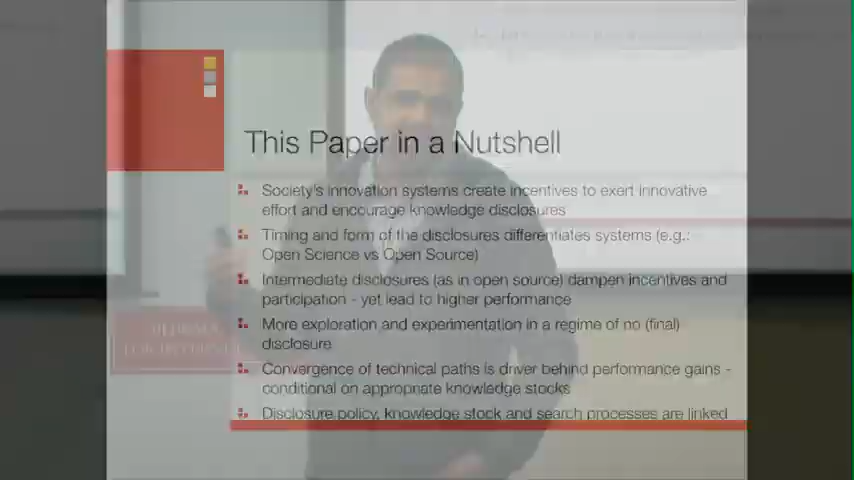 This Paper in a Nutshell
Society's innovation systems create incentives to exert innovative
effort and encourage knowledge disclosures
Timing and form of the disclosures differentiates systems (e.g.:
Open Science vs Open Source)
Intermediate disclosures (as in open source) dampen incentives and
participation - yet lead to higher performance
More exploration and experimentation in a regime of no (final)
disclosure
Convergence of technical paths is driver behind performance gains -
conditional on appropriate knowledge stocks
Disclosure policy, knowledge stock and search processes are linked